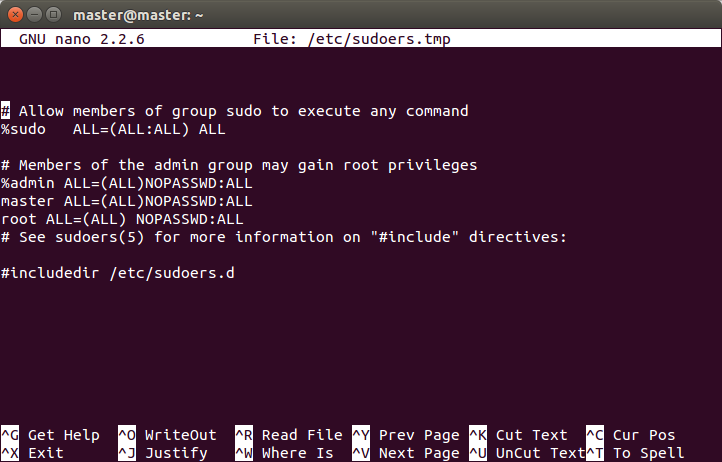 master@master: ~
GNU nano 2.2.6 File: /etc/sudoers.tmp
# Allow members of group sudo to execute any command
%sudo ALL=(ALL:ALL) ALL
# Members of the admin group may gain root privileges
%admin ALL=(ALL)NOPASSWD:ALL
master ALL=(ALL)NOPASSWD:ALL
root ALL=(ALL) NOPASSWD:ALL
# See sudoers(5) for more information on "#include" directives:
#includedir /etc/sudoers.d
^G Get Help ^O WriteOut ^R Read File ^Y Prev Page ^K Cut Text ^C Cur Pos
^X Exit ^J Justify ^W Where Is ^V Next Page ^U UnCut Text ^T To Spell